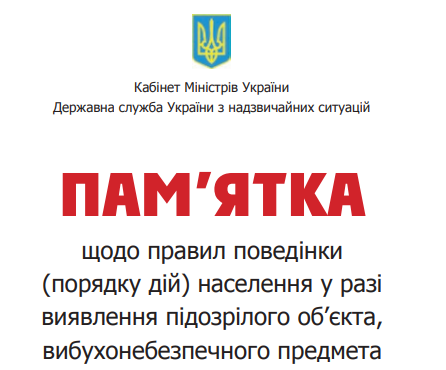 Кабінет Міністрів України
Державна служба України з надзвичайних ситуацій
ПАМ’ЯТКА
щодо правил поведінки
(порядку дій) населення у разі
виявлення підозрілого об’єкта,
вибухонебезпечного предмета